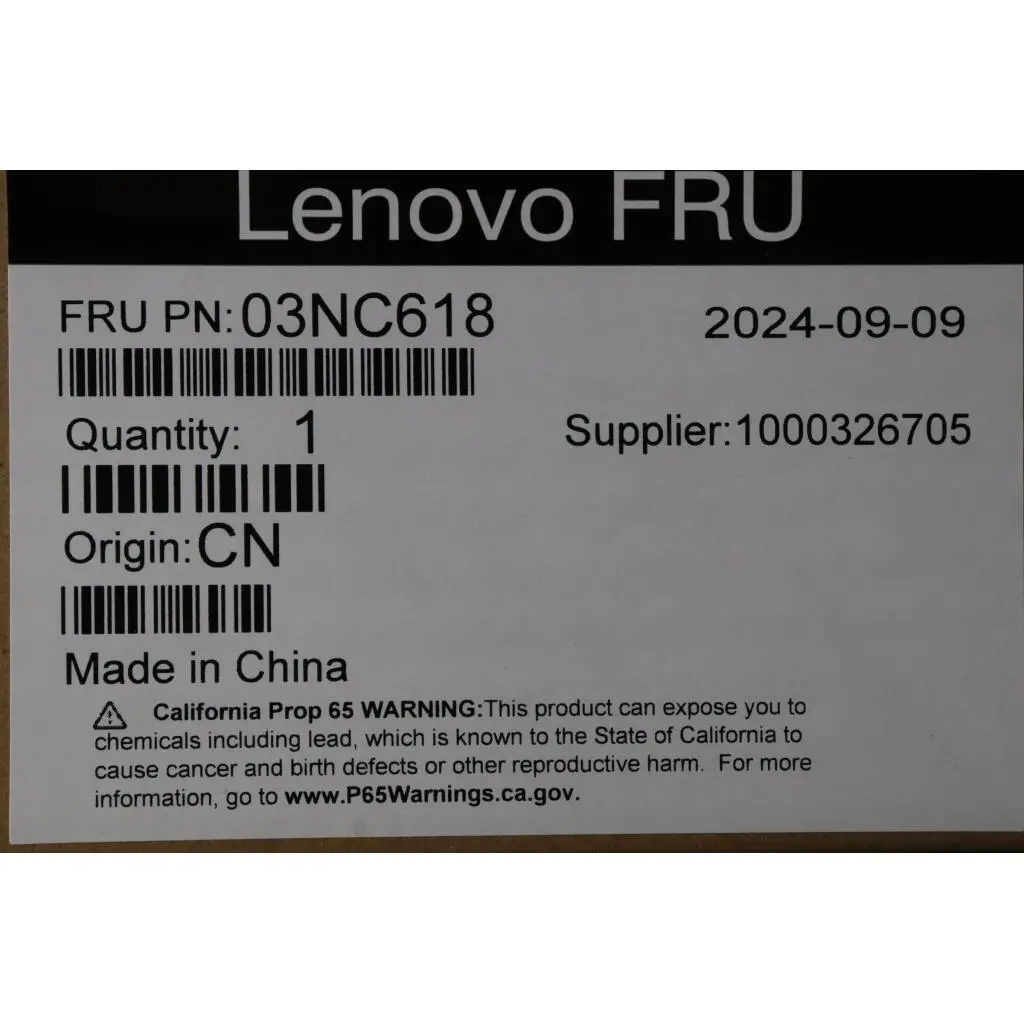 Lenovo FRU
FRU PN:03NC618
2024-09-09
Quantity: 1
Supplier:1000326705
Origin:CN
Made in China
California Prop 65 WARNING:This product can expose you to
chemicals including lead, which is known to the State of California to
cause cancer and birth defects or other reproductive harm. For more
information, go to www.P65Warnings.ca.gov.